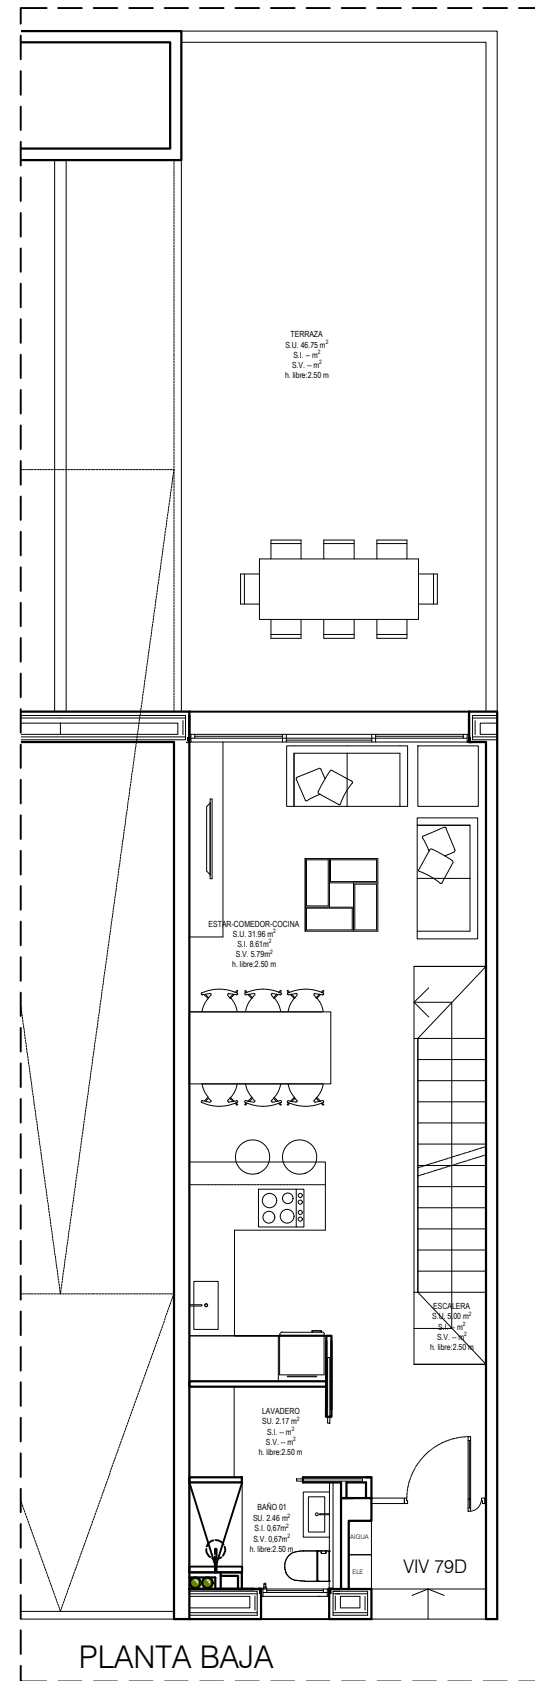 TERRAZA
S.U. 46.75 m²
S.I. -- m²
S.V. -- m²
h. libre:2.50 m
ESTAR-COMEDOR-COCINA
S.U. 31.96 m²
S.I. 8.61m²
S.V. 5.79m²
h. libre:2.50 m
ESCALERA
S.U. 5.00 m²
S.I. -- m²
S.V. -- m²
h. libre:2.50 m
LAVADERO
SU. 2.17 m²
S.I. -- m²
S.V. -- m²
h. libre:2.50 m
BAÑO 01
SU. 2.46 m²
S.I. 0,67m²
S.V. 0,67m²
h. libre:2.50 m
AIGUA
ELE
VIV 79D
PLANTA BAJA